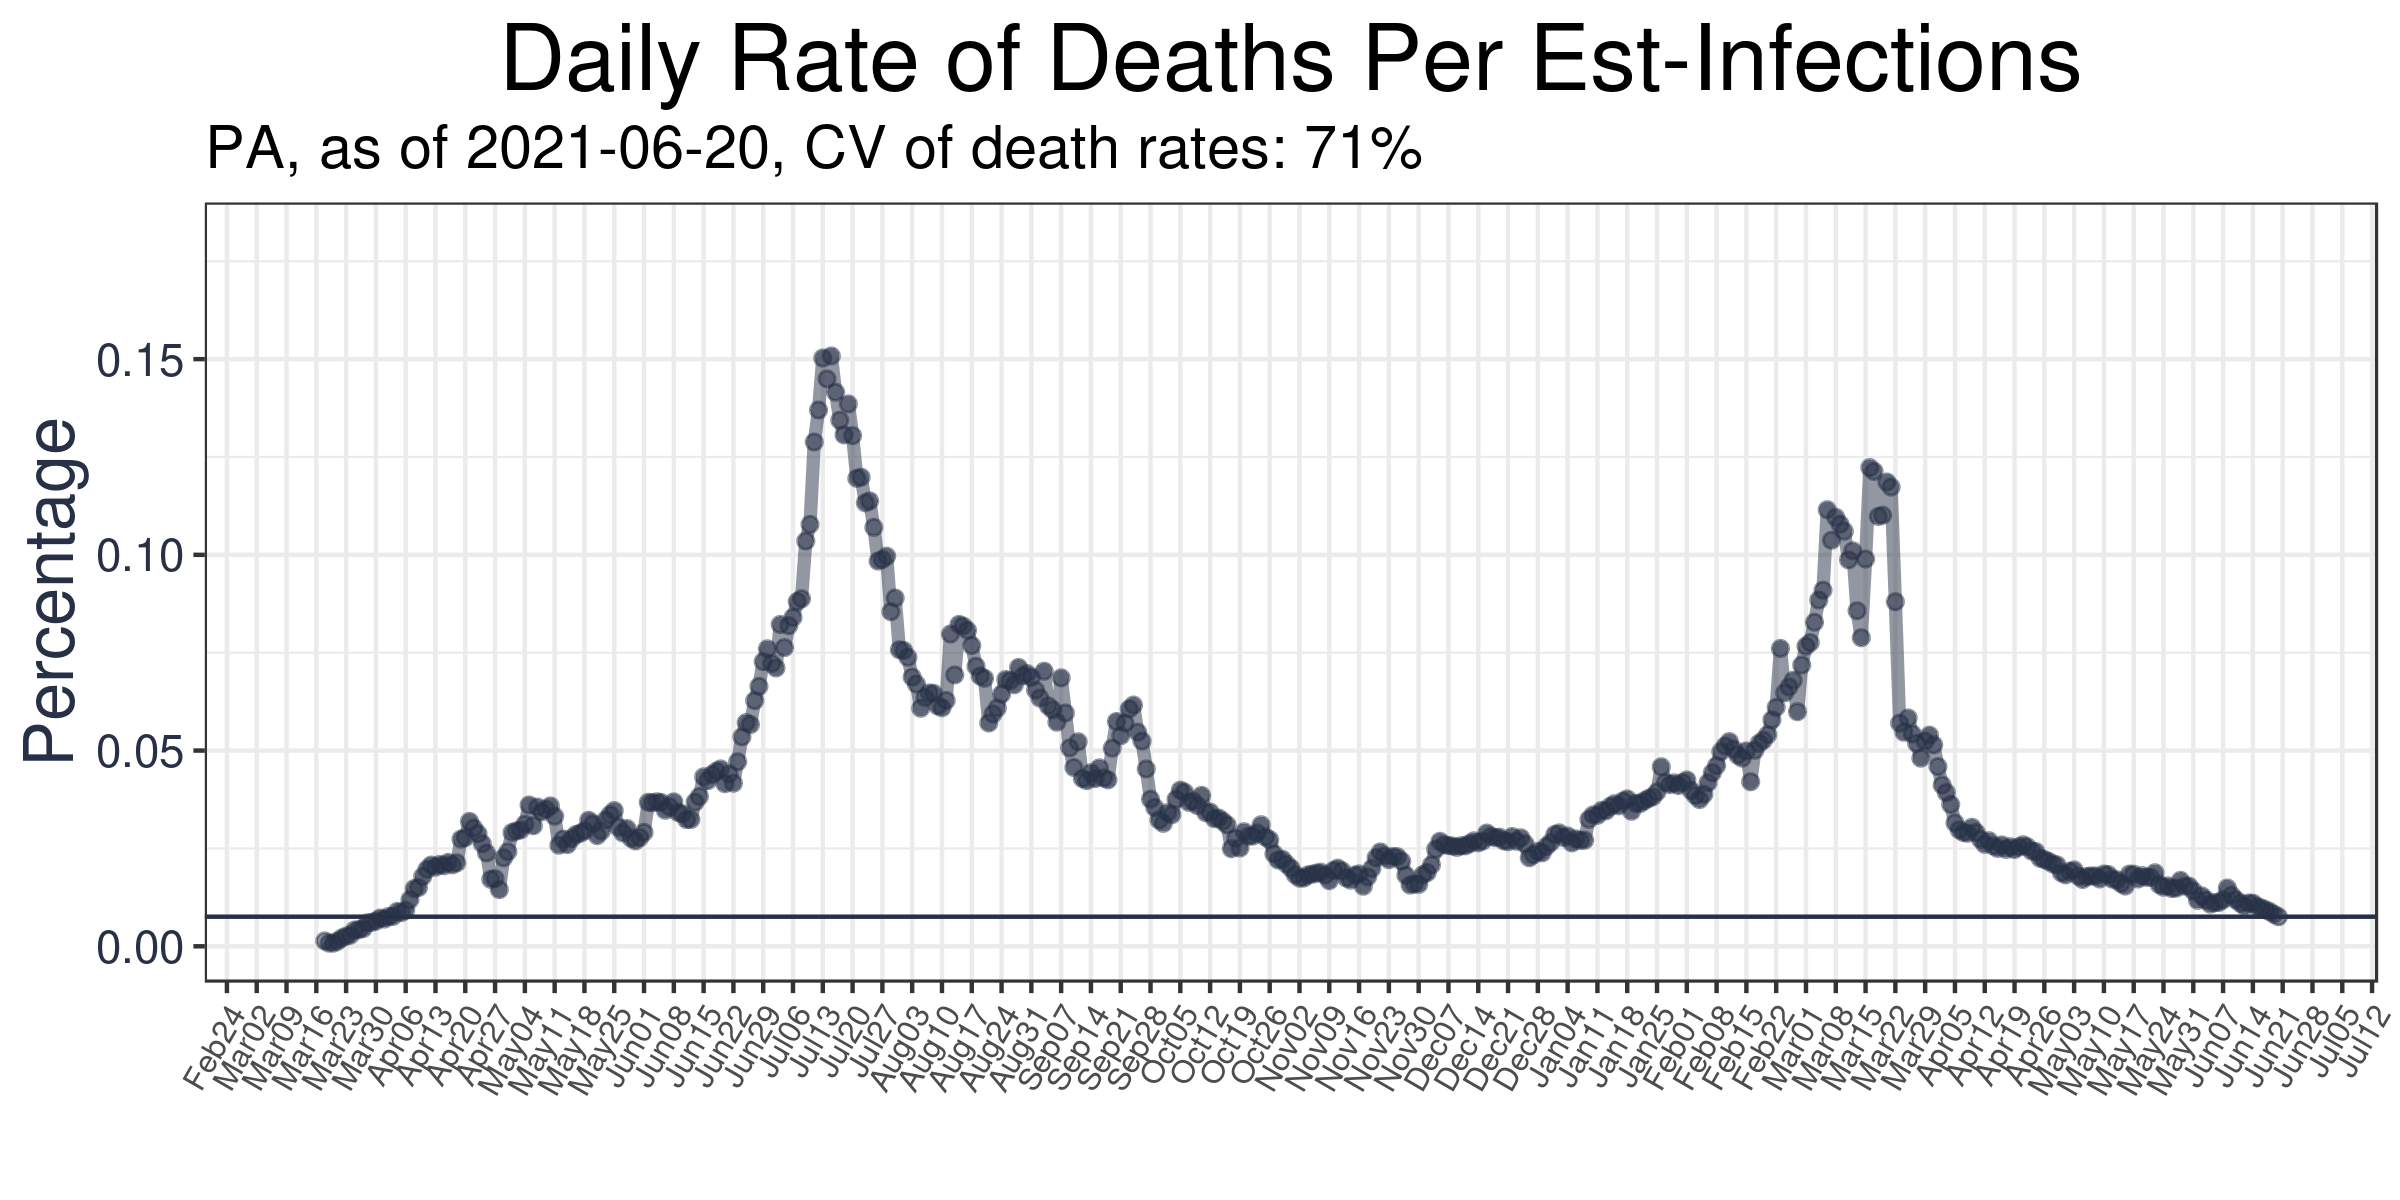 Daily Rate of Deaths Per Est-Infections
PA, as of 2021-06-20, CV of death rates: 71%
Percentage
0.15
0.10
0.05
0.00
Feb24
Mar02
Mar09
Mar16
Mar23
Mar30
Apr06
Apr13
Apr20
Apr27
May04
May11
May18
May25
Jun01
Jun08
Jun15
Jun22
Jun29
Jul06
Jul13
Jul20
Jul27
Aug03
Aug10
Aug17
Aug24
Aug31
Sep07
Sep14
Sep21
Sep28
Oct05
Oct12
Oct19
Oct26
Nov02
Nov09
Nov16
Nov23
Nov30
Dec07
Dec14
Dec21
Dec28
Jan04
Jan11
Jan18
Jan25
Feb01
Feb08
Feb15
Feb22
Mar01
Mar08
Mar15
Mar22
Mar29
Apr05
Apr12
Apr19
Apr26
May03
May10
May17
May24
May31
Jun07
Jun14
Jun21
Jun28
Jul05
Jul12